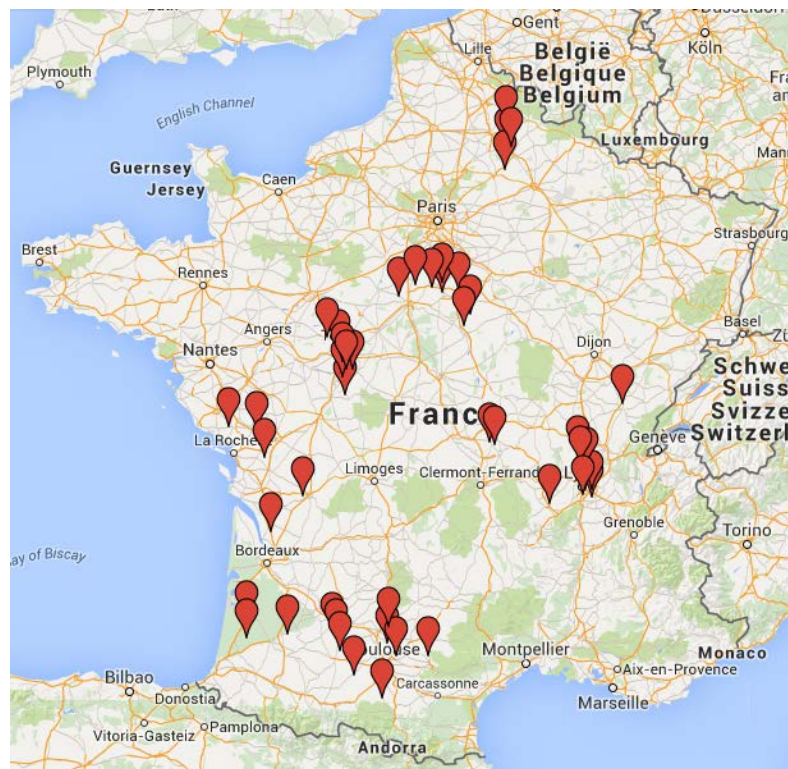 Gent
Düsseldorf
Lille
België
Belgique
Belgium
Köln
Plymouth
English Channel
Luxembourg
Guernsey
Jersey
Caen
Paris
Strasbourg
Brest
Rennes
Angers
Basel
Nantes
Dijon
Schwe
Suiss
Svizze
Switzerl
Franc
Genève
La Roche
Limoges
Clermont-Ferrand
Ly
Grenoble
Torino
ay of Biscay
Bordeaux
oulouse
Montpellier
Monaco
Bilbao
Donostia
Carcassonne
Aix-en-Provence
Marseille
Vitoria-Gasteiz
Pamplona
Andorra